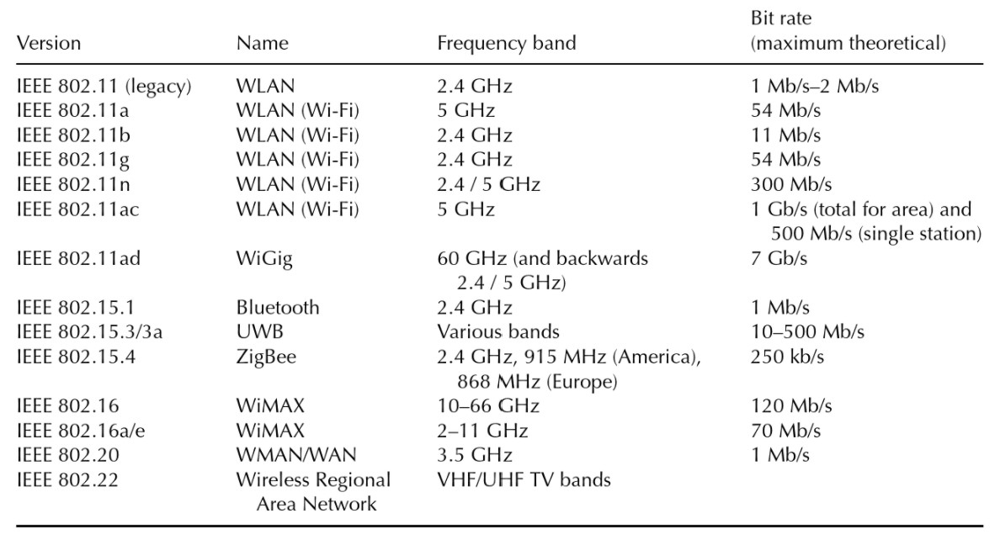 Version Name Frequency band Bit rate
(maximum theoretical)
IEEE 802.11 (legacy) WLAN 2.4 GHz 1 Mb/s–2 Mb/s
IEEE 802.11a WLAN (Wi-Fi) 5 GHz 54 Mb/s
IEEE 802.11b WLAN (Wi-Fi) 2.4 GHz 11 Mb/s
IEEE 802.11g WLAN (Wi-Fi) 2.4 GHz 54 Mb/s
IEEE 802.11n WLAN (Wi-Fi) 2.4 / 5 GHz 300 Mb/s
IEEE 802.11ac WLAN (Wi-Fi) 5 GHz 1 Gb/s (total for area) and
500 Mb/s (single station)
IEEE 802.11ad WiGig 60 GHz (and backwards 7 Gb/s
2.4 / 5 GHz)
IEEE 802.15.1 Bluetooth 2.4 GHz 1 Mb/s
IEEE 802.15.3/3a UWB Various bands 10–500 Mb/s
IEEE 802.15.4 ZigBee 2.4 GHz, 915 MHz (America), 250 kb/s
868 MHz (Europe)
IEEE 802.16 WiMAX 10–66 GHz 120 Mb/s
IEEE 802.16a/e WiMAX 2–11 GHz 70 Mb/s
IEEE 802.20 WMAN/WAN 3.5 GHz 1 Mb/s
IEEE 802.22 Wireless Regional VHF/UHF TV bands
Area Network